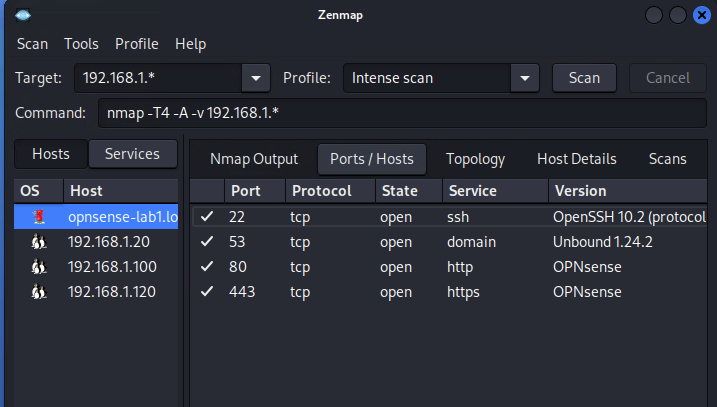 Zenmap
Scan Tools Profile Help
Target: 192.168.1.* Profile: Intense scan Scan Cancel
Command: nmap -T4 -A -v 192.168.1.*
Hosts Services Nmap Output Ports / Hosts Topology Host Details Scans
OS Host Port Protocol State Service Version
opnsense-lab1.lo 22 tcp open ssh OpenSSH 10.2 (protocol
192.168.1.20 53 tcp open domain Unbound 1.24.2
192.168.1.100 80 tcp open http OPNsense
192.168.1.120 443 tcp open https OPNsense